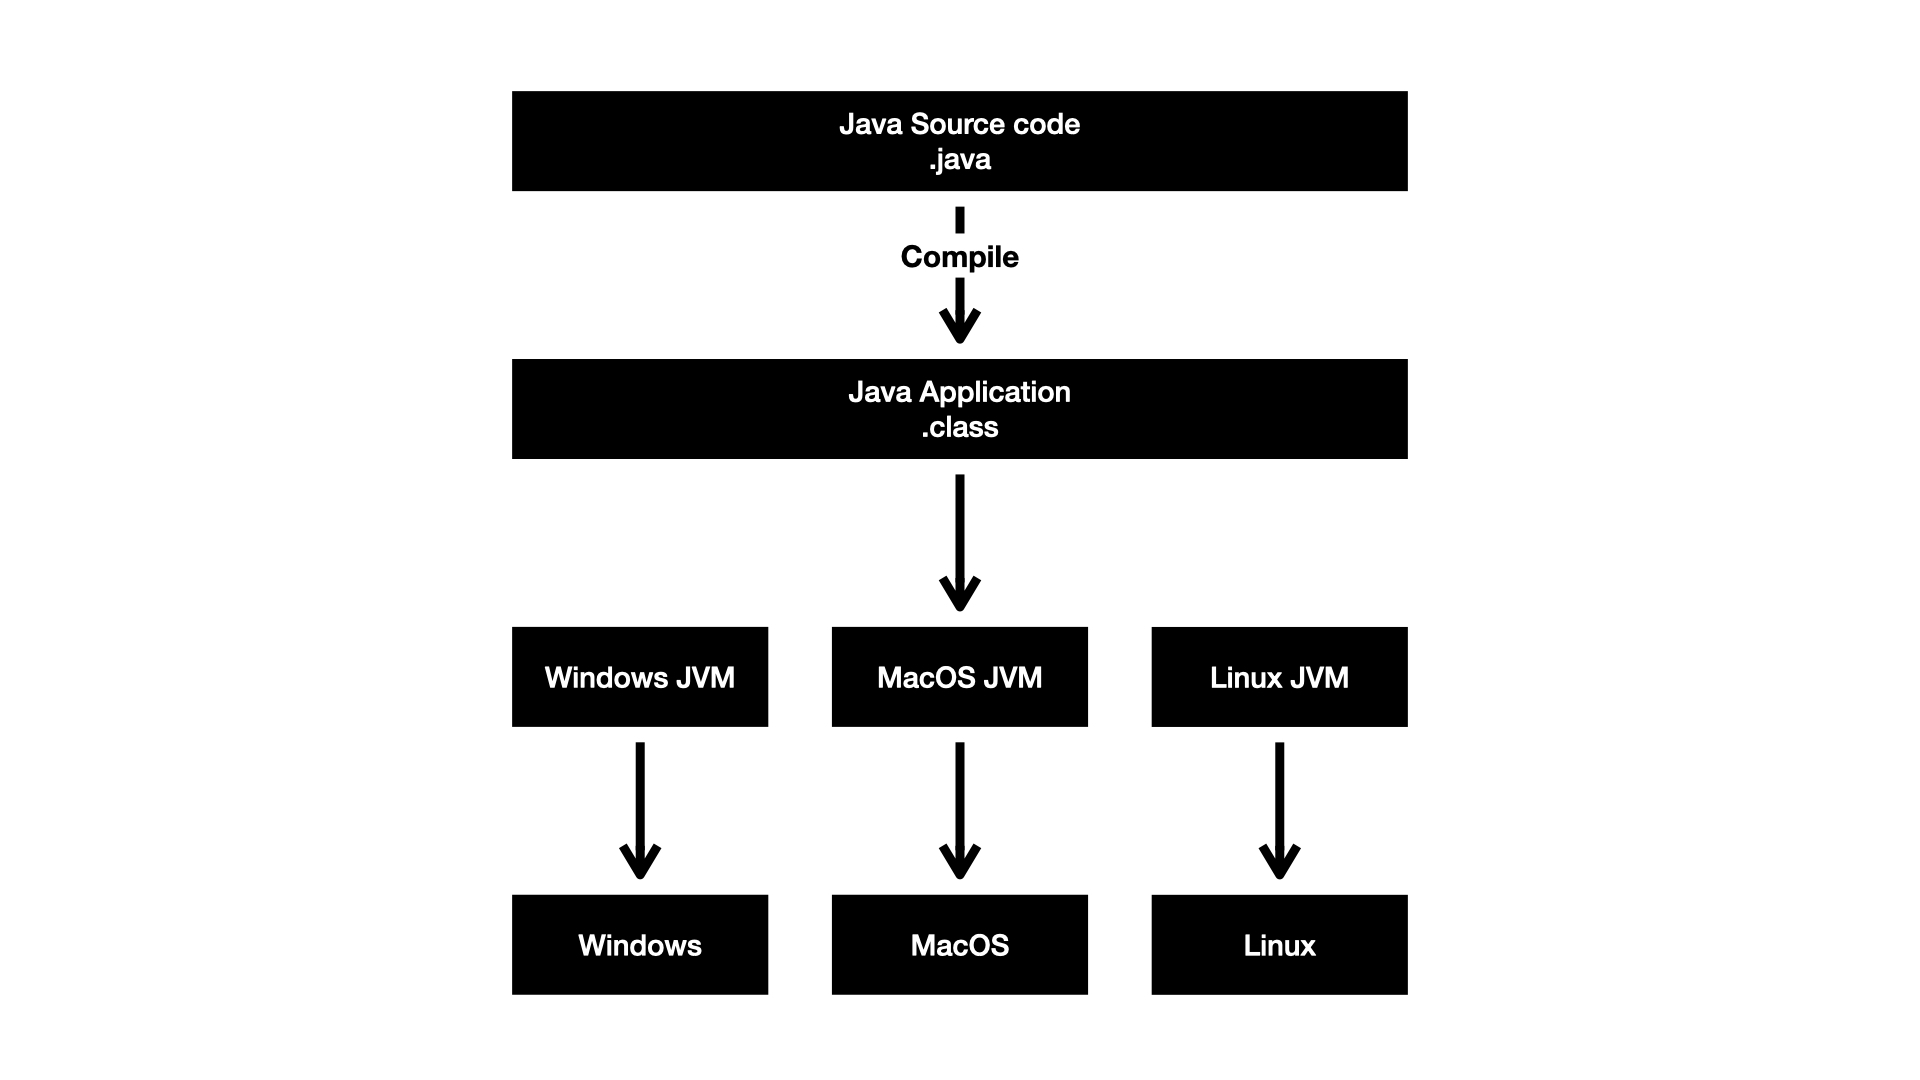 Java Source code
.java
Compile
Java Application
.class
Windows JVM
MacOS JVM
Linux JVM
Windows
MacOS
Linux